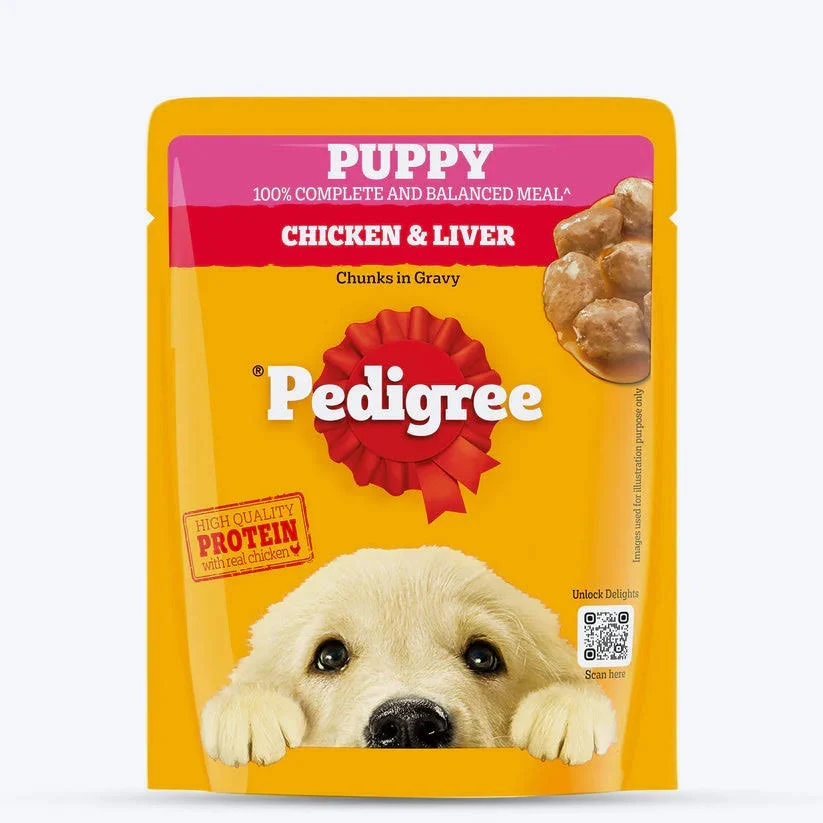 PUPPY
100% COMPLETE AND BALANCED MEAL^
CHICKEN & LIVER
Chunks in Gravy
® Pedigree
Images used for illustration purpose only
HIGH QUALITY
PROTEIN
with real chicken
Unlock Delights
Scan here